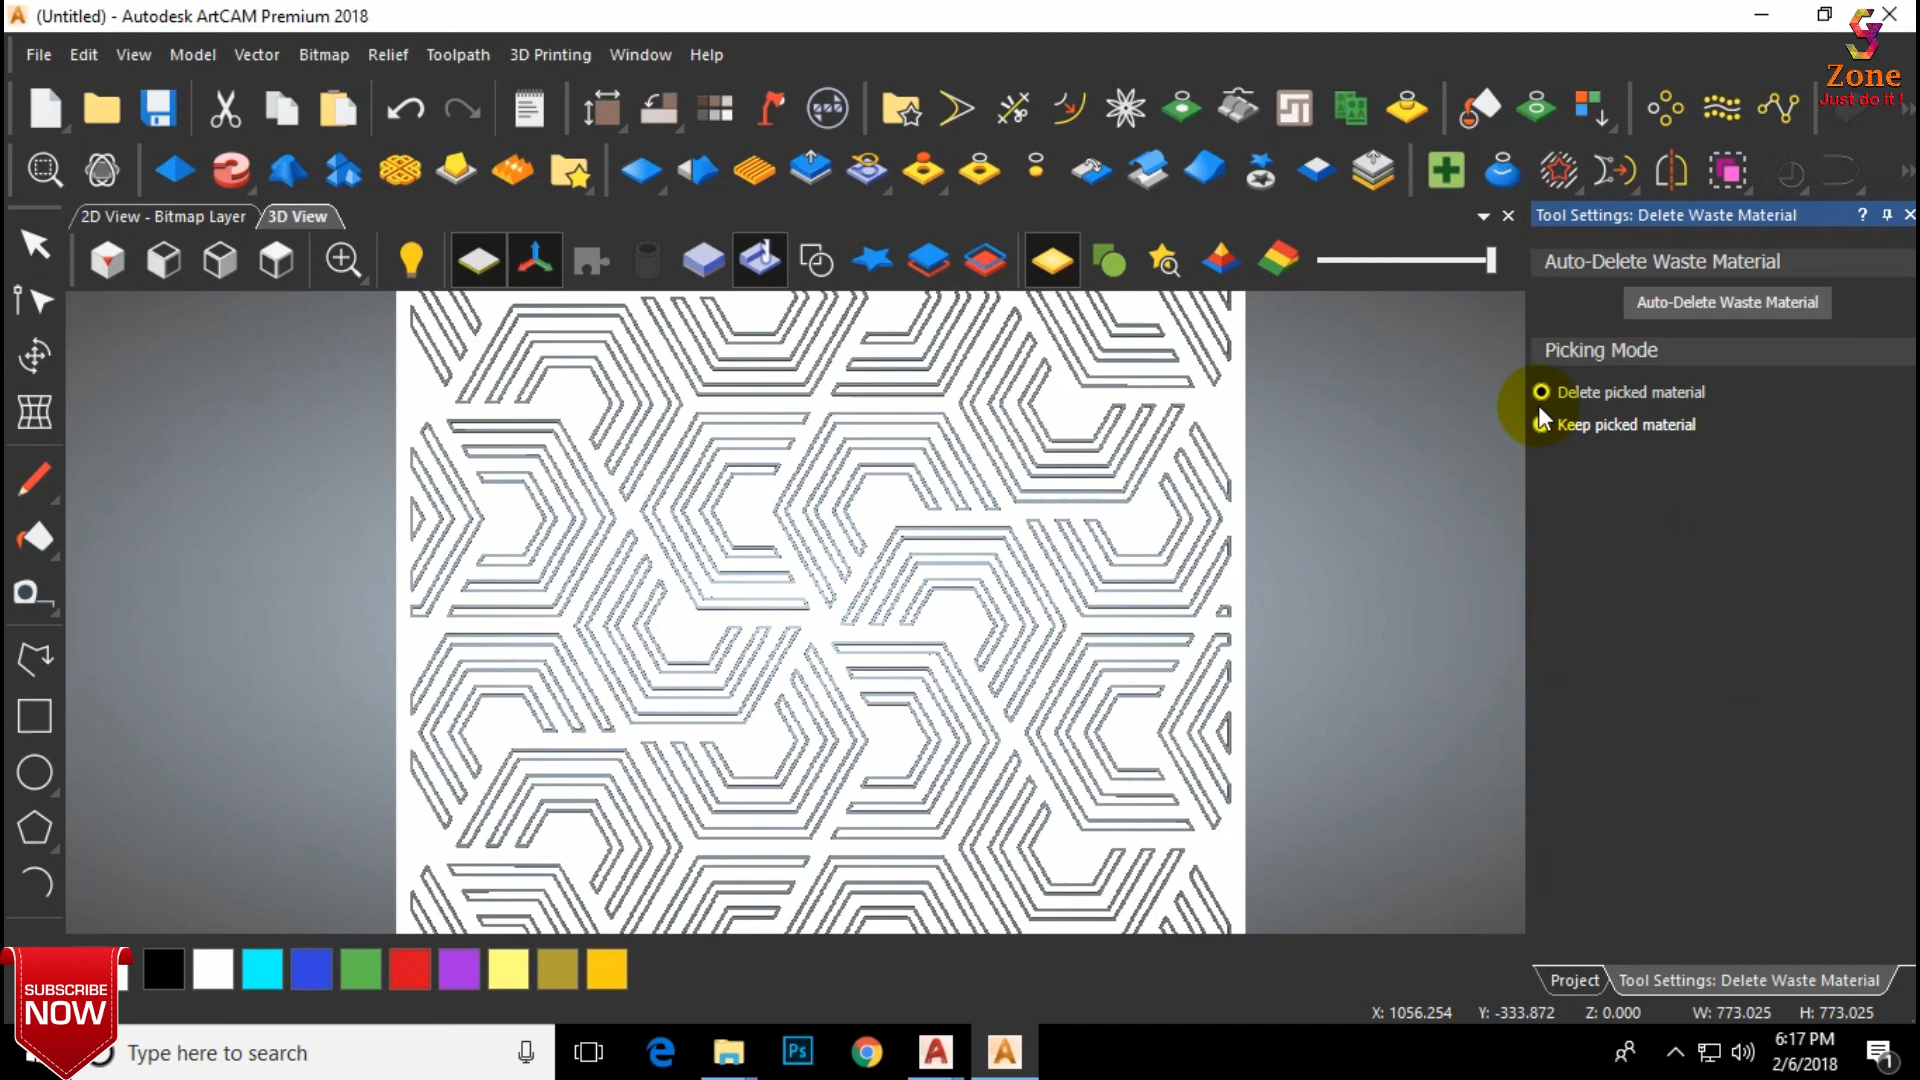 (Untitled) - Autodesk ArtCAM Premium 2018
Zone
Just do it !
File Edit View Model Vector Bitmap Relief Toolpath 3D Printing Window Help
2D View - Bitmap Layer 3D View
Tool Settings: Delete Waste Material
Auto-Delete Waste Material
Auto-Delete Waste Material
Picking Mode
Delete picked material
Keep picked material
Project Tool Settings: Delete Waste Material
X: 1056.254 Y: -333.872 Z: 0.000 W: 773.025 H: 773.025
SUBSCRIBE
NOW
Type here to search
Ps
6:17 PM
2/6/2018
1